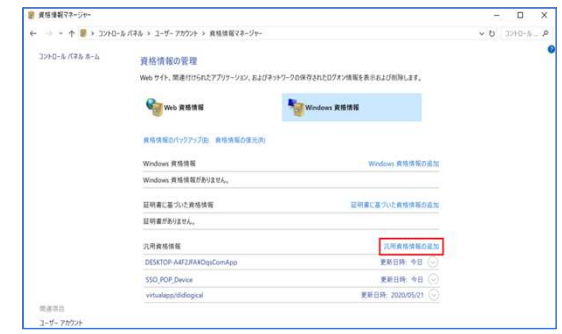 資格情報マネージャー
コントロール パネル > ユーザー アカウント > 資格情報マネージャー
コントロール パネル ホーム
資格情報の管理
Web サイト、関連付けられたアプリケーション、およびネットワークの保存されたログオン情報を表示および削除します。
Web 資格情報
Windows 資格情報
資格情報のバックアップ(B) 資格情報の復元(R)
Windows 資格情報 Windows 資格情報の追加
Windows 資格情報がありません。
証明書に基づいた資格情報 証明書に基づいた資格情報の追加
証明書がありません。
汎用資格情報 汎用資格情報の追加
更新日時: 今日
SSO_POP_Device 更新日時: 今日
virtualapp/didlogical 更新日時: 2020/05/21
関連項目
ユーザー アカウント